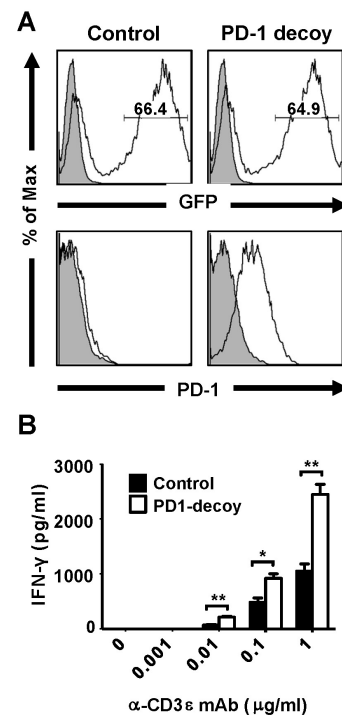 A
Control PD-1 decoy
% of Max
66.4 64.9
GFP
PD-1
B
IFN-γ (pg/ml)
3000
2000
1000
0
Control
PD1-decoy
** * **
0 0.001 0.01 0.1 1
α-CD3ε mAb ( μg/ml)